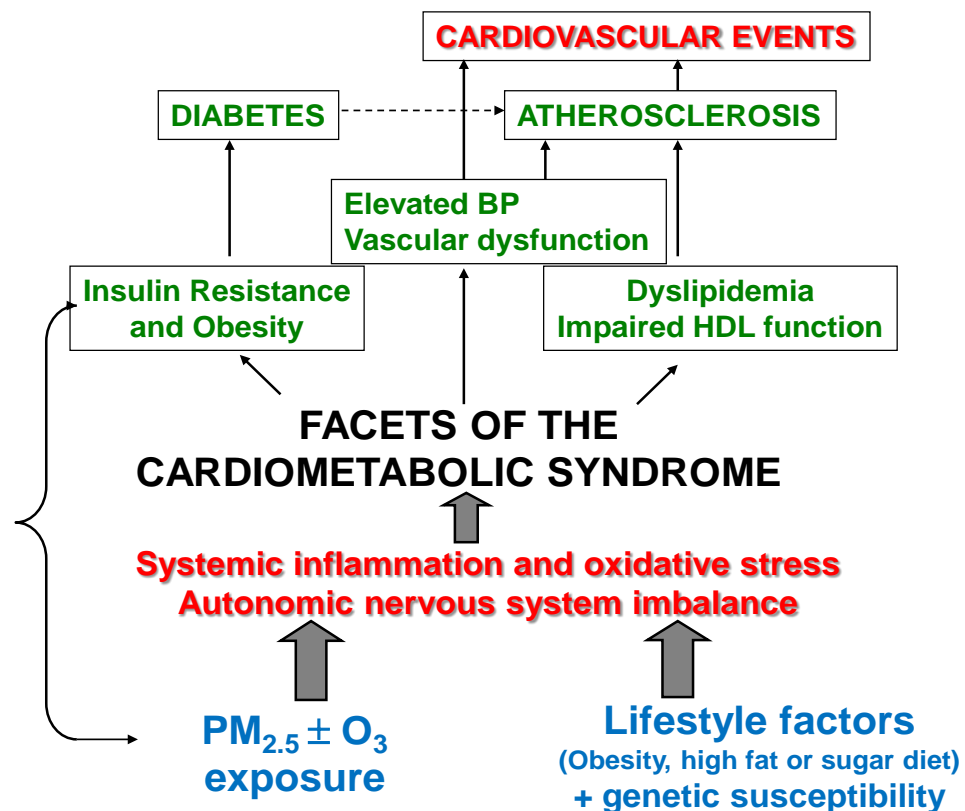 CARDIOVASCULAR EVENTS
DIABETES
ATHEROSCLEROSIS
Elevated BP
Vascular dysfunction
Insulin Resistance
and Obesity
Dyslipidemia
Impaired HDL function
FACETS OF THE
CARDIOMETABOLIC SYNDROME
Systemic inflammation and oxidative stress
Autonomic nervous system imbalance
PM2.5 ± O3
exposure
Lifestyle factors
(Obesity, high fat or sugar diet)
+ genetic susceptibility